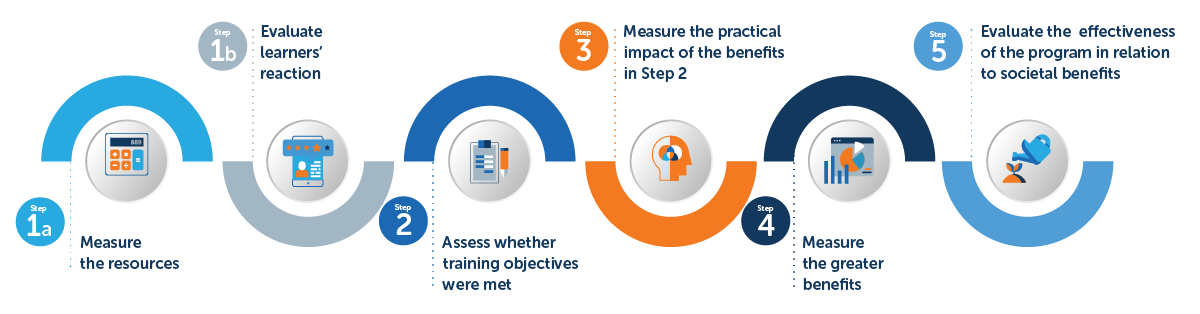 Step
1a
Measure
the resources
Step
1b
Evaluate
learners'
reaction
Step
2
Assess whether
training objectives
were met
Step
3
Measure the practical
impact of the benefits
in Step 2
Step
4
Measure
the greater
benefits
Step
5
Evaluate the effectiveness
of the program in relation
to societal benefits
889